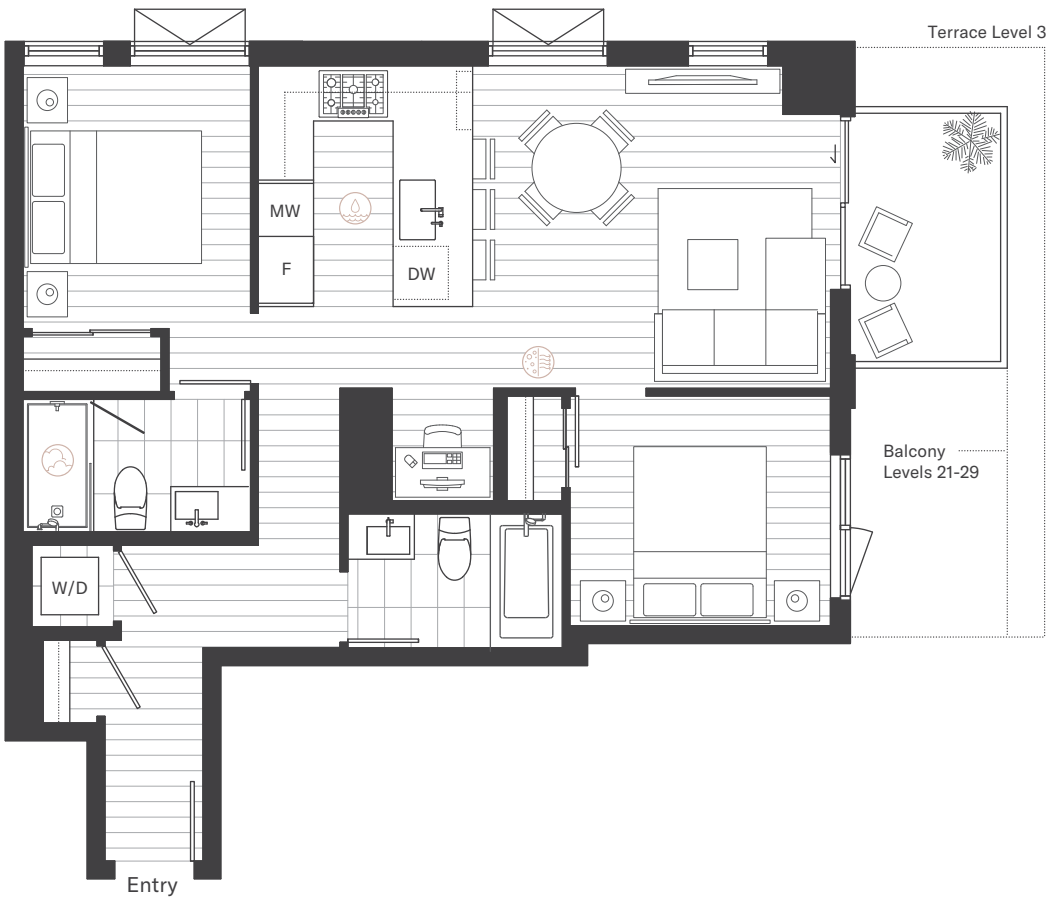 Terrace Level 3
MW
F
DW
Balcony
Levels 21-29
W/D
Entry